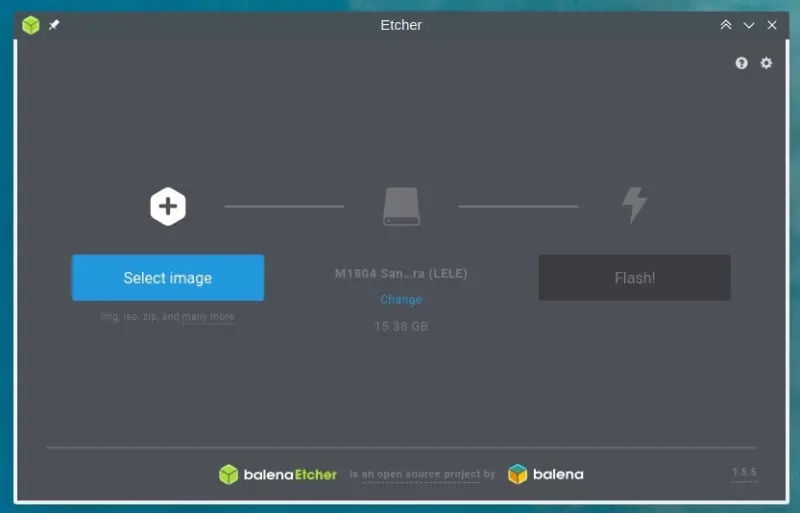 Etcher
Select image
img, iso, zip, and many more
M1804 San...ra (LELE)
Change
15.38 GB
Flash!
balenaEtcher is an open source project by balena
1.5.5